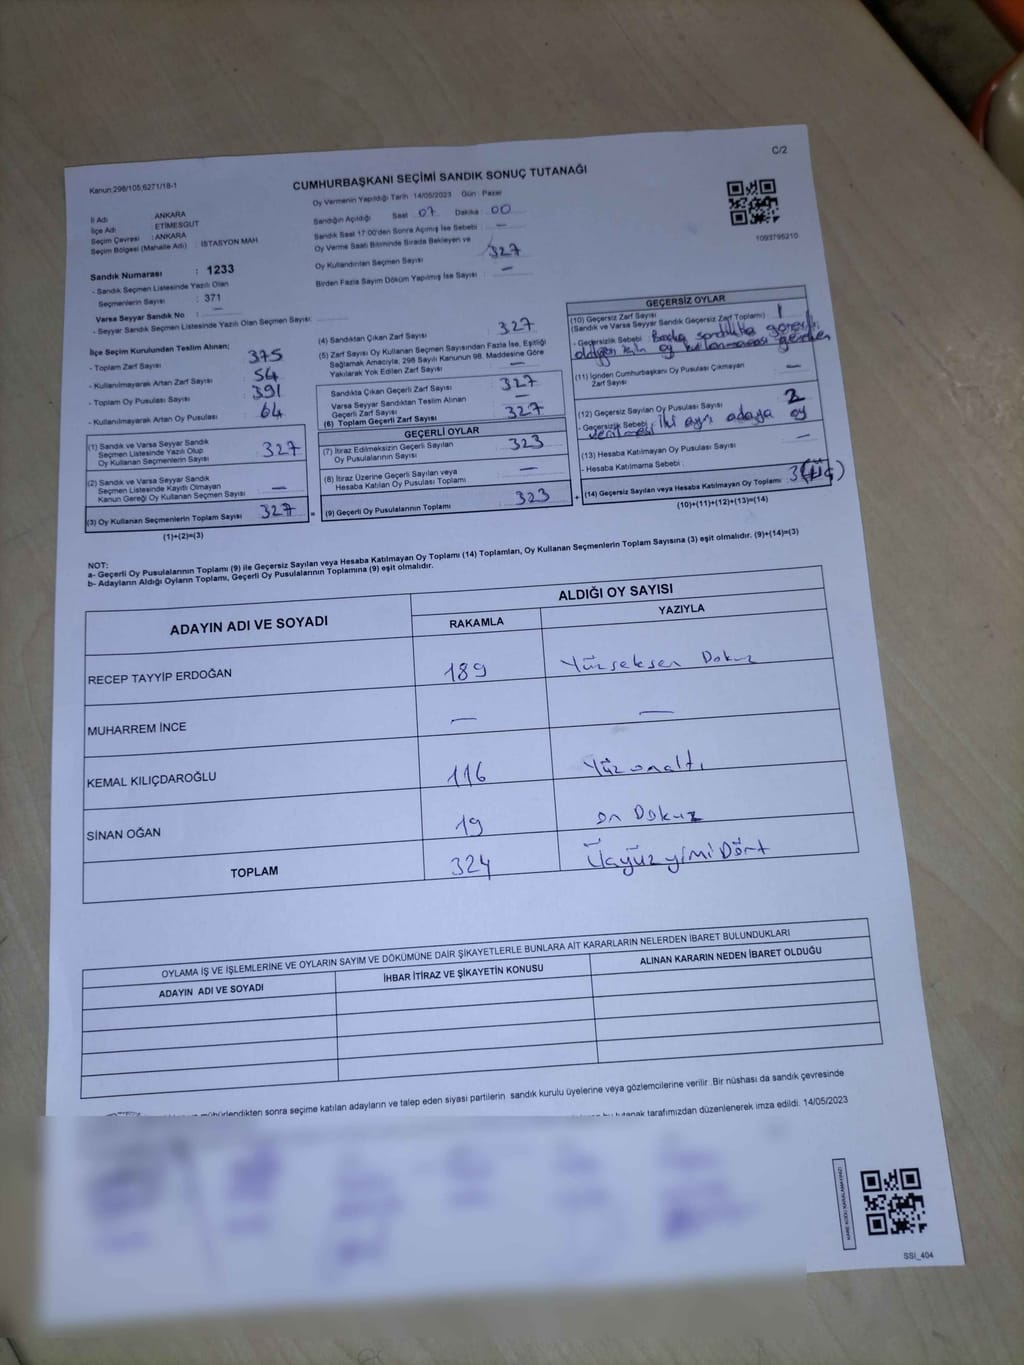 C/2
Kanun:298/105;6271/18-1
CUMHURBAŞKANI SEÇİMİ SANDIK SONUÇ TUTANAĞI
Oy Vermenin Yapıldığı Tarih :14/05/2023 Gün : Pazar
İl Adı : ANKARA
İlçe Adı : ETİMESGUT
Seçim Çevresi : ANKARA
Seçim Bölgesi (Mahalle Adı) : İSTASYON MAH
Sandığın Açıldığı Saat : 07 Dakika : 00
Sandık Saat 17:00'den Sonra Açılmış İse Sebebi : —
Oy Verme Saati Bitiminde Sırada Bekleyen ve
Oy Kullandırılan Seçmen Sayısı : 327
Birden Fazla Sayım Döküm Yapılmış İse Sayısı : —
1093795210
Sandık Numarası : 1233
- Sandık Seçmen Listesinde Yazılı Olan
Seçmenlerin Sayısı : 371
Varsa Seyyar Sandık No : —
- Seyyar Sandık Seçmen Listesinde Yazılı Olan Seçmen Sayısı:
İlçe Seçim Kurulundan Teslim Alınan;
- Toplam Zarf Sayısı : 375
- Kullanılmayarak Artan Zarf Sayısı : 54
- Toplam Oy Pusulası Sayısı : 391
- Kullanılmayarak Artan Oy Pusulası : 64
(1) Sandık ve Varsa Seyyar Sandık
Seçmen Listesinde Yazılı Olup
Oy Kullanan Seçmenlerin Sayısı : 327
(2) Sandık ve Varsa Seyyar Sandık
Seçmen Listesinde Kayıtlı Olmayan
Kanun Gereği Oy Kullanan Seçmen Sayısı : —
(3) Oy Kullanan Seçmenlerin Toplam Sayısı : 327 =
(1)+(2)=(3)
(4) Sandıktan Çıkan Zarf Sayısı : 327
(5) Zarf Sayısı Oy Kullanan Seçmen Sayısından Fazla İse, Eşitliği
Sağlamak Amacıyla, 298 Sayılı Kanunun 98. Maddesine Göre
Yakılarak Yok Edilen Zarf Sayısı : —
Sandıkta Çıkan Geçerli Zarf Sayısı : 327
Varsa Seyyar Sandıktan Teslim Alınan
Geçerli Zarf Sayısı : —
(6) Toplam Geçerli Zarf Sayısı : 327
GEÇERLİ OYLAR
(7) İtiraz Edilmeksizin Geçerli Sayılan
Oy Pusulalarının Sayısı : 323
(8) İtiraz Üzerine Geçerli Sayılan veya
Hesaba Katılan Oy Pusulası Toplamı : —
(9) Geçerli Oy Pusulalarının Toplamı : 323 +
GEÇERSİZ OYLAR
(10) Geçersiz Zarf Sayısı
(Sandık ve Varsa Seyyar Sandık Geçersiz Zarf Toplamı) : 1
- Geçersizlik Sebebi : Başka sandıkta görevli
olduğu için oy kullanmaması gereken
(11) İçinden Cumhurbaşkanı Oy Pusulası Çıkmayan
Zarf Sayısı : —
(12) Geçersiz Sayılan Oy Pusulası Sayısı : 2
- Geçersizlik Sebebi : İki ayrı adaya oy
verilmesi
(13) Hesaba Katılmayan Oy Pusulası Sayısı : —
- Hesaba Katılmama Sebebi :
(14) Geçersiz Sayılan veya Hesaba Katılmayan Oy Toplamı : 3 (Üç)
(10)+(11)+(12)+(13)=(14)
NOT:
a- Geçerli Oy Pusulalarının Toplamı (9) ile Geçersiz Sayılan veya Hesaba Katılmayan Oy Toplamı (14) Toplamları, Oy Kullanan Seçmenlerin Toplam Sayısına (3) eşit olmalıdır. (9)+(14)=(3)
b- Adayların Aldığı Oyların Toplamı, Geçerli Oy Pusulalarının Toplamına (9) eşit olmalıdır.
ADAYIN ADI VE SOYADI
ALDIĞI OY SAYISI
RAKAMLA YAZIYLA
RECEP TAYYİP ERDOĞAN 189 Yüzseksen Dokuz
MUHARREM İNCE — —
KEMAL KILIÇDAROĞLU 116 Yüz onaltı
SİNAN OĞAN 19 on Dokuz
TOPLAM 324 Üçyüz yimi Dört
OYLAMA İŞ VE İŞLEMLERİNE VE OYLARIN SAYIM VE DÖKÜMÜNE DAİR ŞİKAYETLERLE BUNLARA AİT KARARLARIN NELERDEN İBARET BULUNDUKLARI
ADAYIN ADI VE SOYADI İHBAR İTİRAZ VE ŞİKAYETİN KONUSU ALINAN KARARIN NEDEN İBARET OLDUĞU
mühürlendikten sonra seçime katılan adayların ve talep eden siyasi partilerin sandık kurulu üyelerine veya gözlemcilerine verilir .Bir nüshası da sandık çevresinde
bu tutanak tarafımızdan düzenlenerek imza edildi. 14/05/2023
KARE KODU KARALAMAYINIZ!
SSI_404